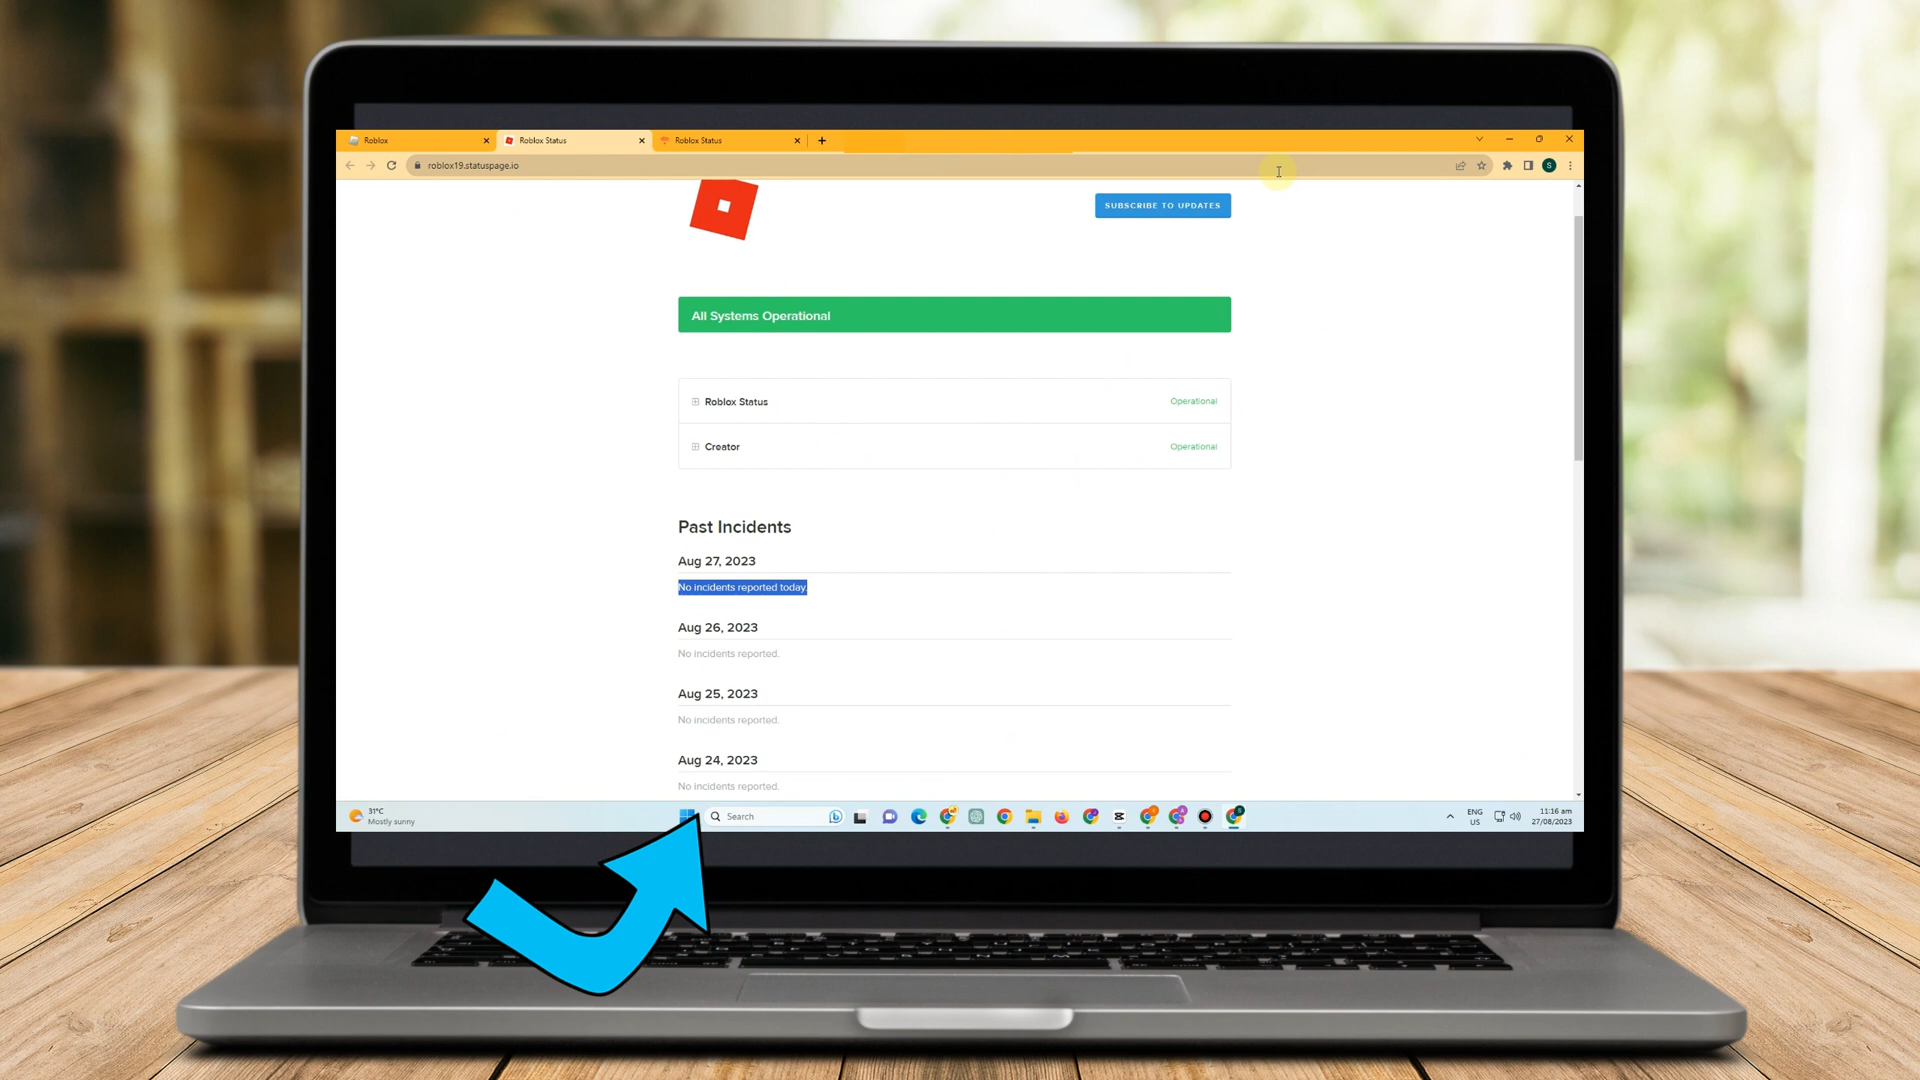 Roblox
Roblox Status
Roblox Status
roblox19.statuspage.io
S
SUBSCRIBE TO UPDATES
All Systems Operational
Roblox Status Operational
Creator Operational
Past Incidents
Aug 27, 2023
No incidents reported today.
Aug 26, 2023
No incidents reported.
Aug 25, 2023
No incidents reported.
Aug 24, 2023
No incidents reported.
31°C
Mostly sunny
Search
ENG
US
11:16 am
27/08/2023